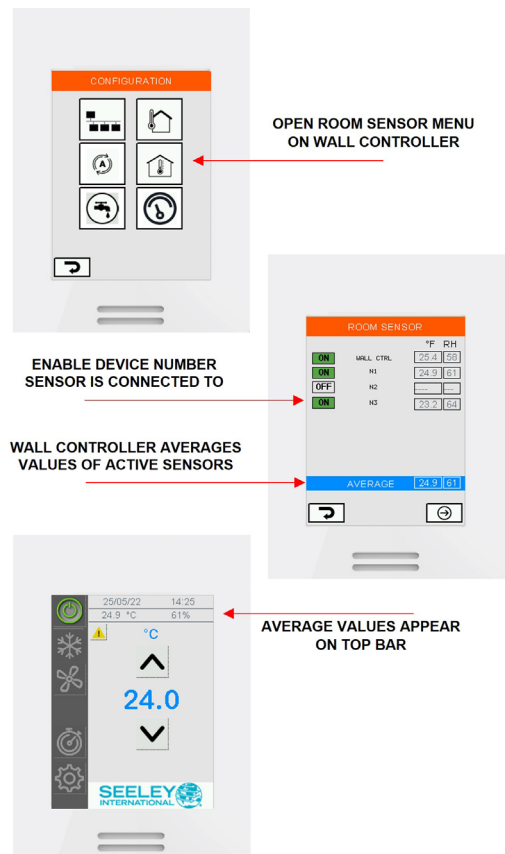 CONFIGURATION
A
OPEN ROOM SENSOR MENU
ON WALL CONTROLLER
ROOM SENSOR
°F RH
ON WALL CTRL 25.4 58
ON N1 24.9 61
OFF N2 ---- ---
ON N3 23.2 64
ENABLE DEVICE NUMBER
SENSOR IS CONNECTED TO
WALL CONTROLLER AVERAGES
VALUES OF ACTIVE SENSORS
AVERAGE 24.9 61
25/05/22 14:25
24.9 °C 61%
°C
24.0
AVERAGE VALUES APPEAR
ON TOP BAR
SEELEY
INTERNATIONAL